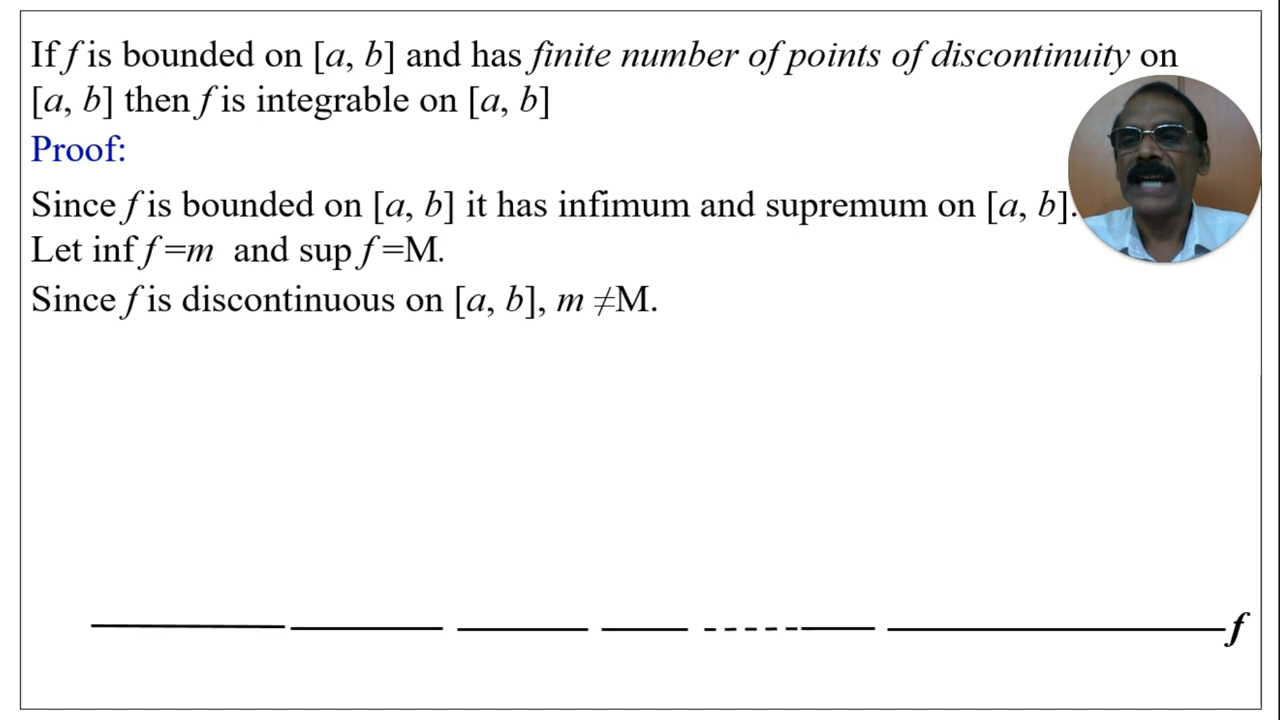 If f is bounded on [a, b] and has finite number of points of discontinuity on
[a, b] then f is integrable on [a, b]
Proof:
Since f is bounded on [a, b] it has infimum and supremum on [a, b].
Let inf f =m and sup f =M.
Since f is discontinuous on [a, b], m ≠M.
f